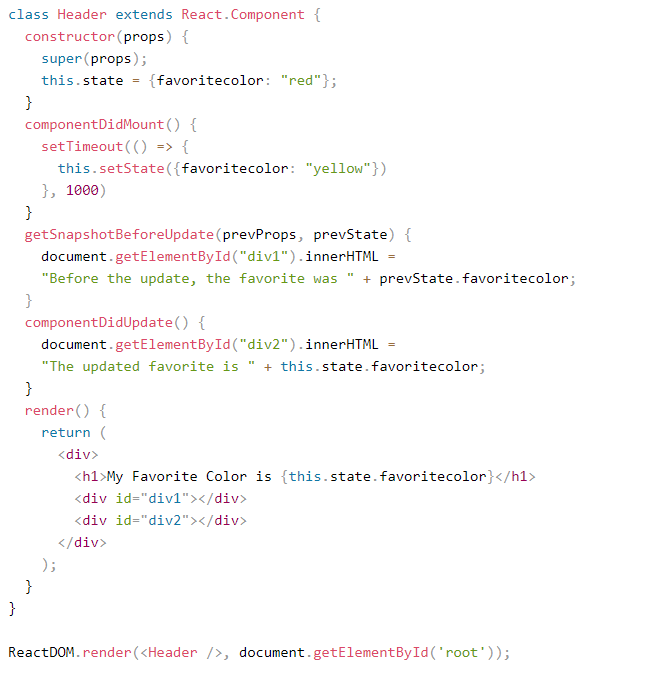 class Header extends React.Component {
  constructor(props) {
    super(props);
    this.state = {favoritecolor: "red"};
  }
  componentDidMount() {
    setTimeout(() => {
      this.setState({favoritecolor: "yellow"})
    }, 1000)
  }
  getSnapshotBeforeUpdate(prevProps, prevState) {
    document.getElementById("div1").innerHTML =
    "Before the update, the favorite was " + prevState.favoritecolor;
  }
  componentDidUpdate() {
    document.getElementById("div2").innerHTML =
    "The updated favorite is " + this.state.favoritecolor;
  }
  render() {
    return (
      <div>
        <h1>My Favorite Color is {this.state.favoritecolor}</h1>
        <div id="div1"></div>
        <div id="div2"></div>
      </div>
    );
  }
}

ReactDOM.render(<Header />, document.getElementById('root'));